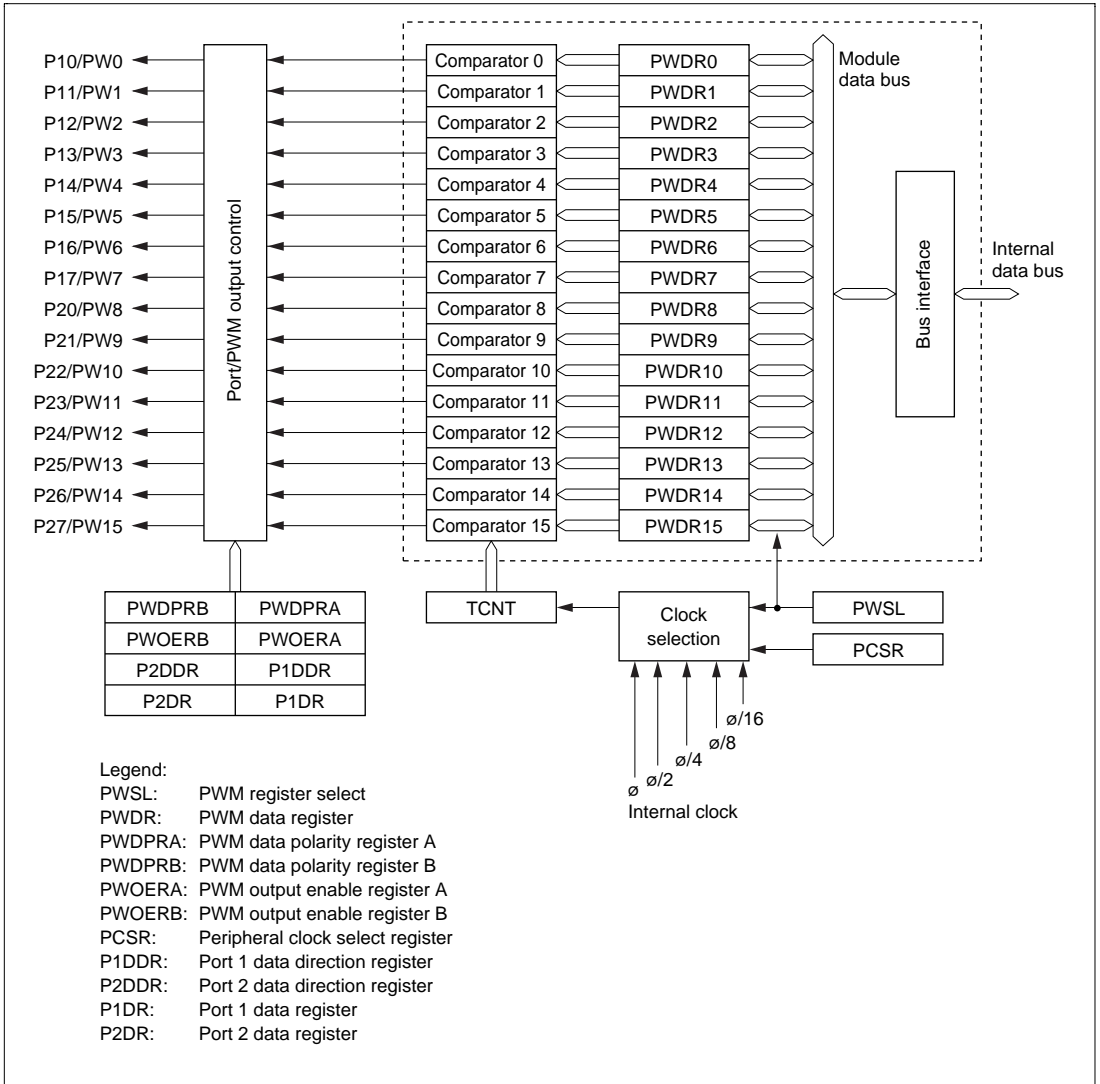 P10/PW0 Comparator 0 PWDR0 Module data bus
P11/PW1 Comparator 1 PWDR1
P12/PW2 Comparator 2 PWDR2
P13/PW3 Comparator 3 PWDR3
P14/PW4 Comparator 4 PWDR4
P15/PW5 Comparator 5 PWDR5
P16/PW6 Comparator 6 PWDR6
P17/PW7 Comparator 7 PWDR7
P20/PW8 Comparator 8 PWDR8
P21/PW9 Comparator 9 PWDR9
P22/PW10 Comparator 10 PWDR10
P23/PW11 Comparator 11 PWDR11
P24/PW12 Comparator 12 PWDR12
P25/PW13 Comparator 13 PWDR13
P26/PW14 Comparator 14 PWDR14
P27/PW15 Comparator 15 PWDR15
Port/PWM output control
Bus interface
Internal
data bus
PWDPRB PWDPRA
PWOERB PWOERA
P2DDR P1DDR
P2DR P1DR
TCNT
Clock
selection
PWSL
PCSR
ø/16
ø/8
ø/4
ø/2
ø
Internal clock
Legend:
PWSL: PWM register select
PWDR: PWM data register
PWDPRA: PWM data polarity register A
PWDPRB: PWM data polarity register B
PWOERA: PWM output enable register A
PWOERB: PWM output enable register B
PCSR: Peripheral clock select register
P1DDR: Port 1 data direction register
P2DDR: Port 2 data direction register
P1DR: Port 1 data register
P2DR: Port 2 data register